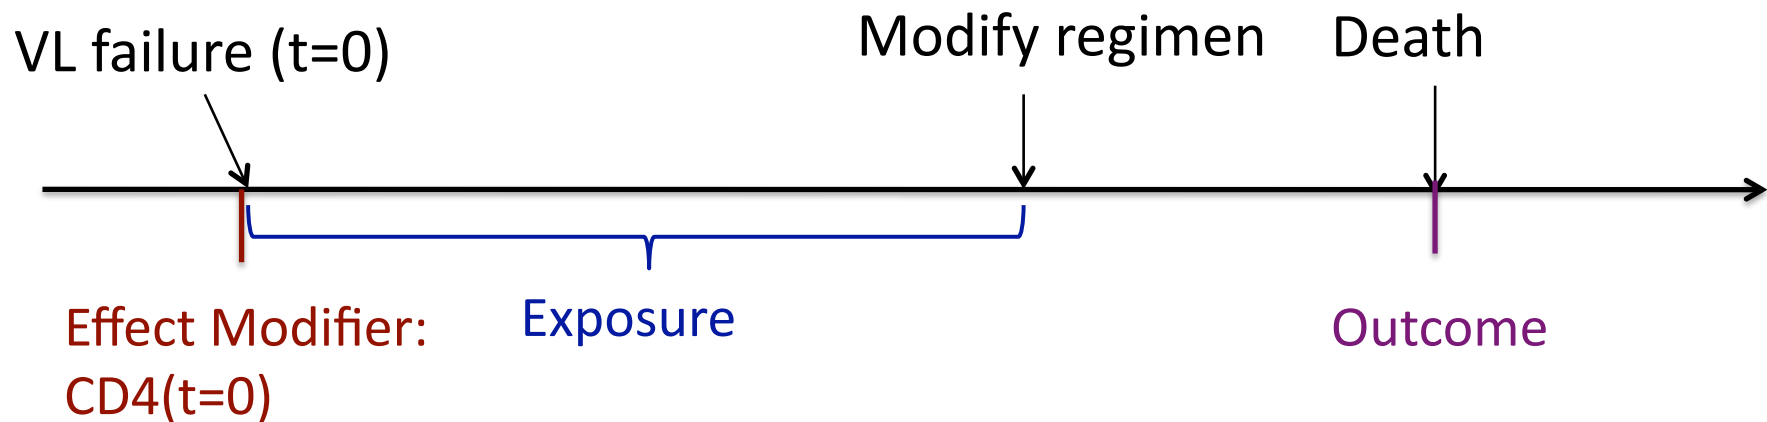 VL failure (t=0)
Modify regimen
Death
Effect Modifier:
CD4(t=0)
Exposure
Outcome